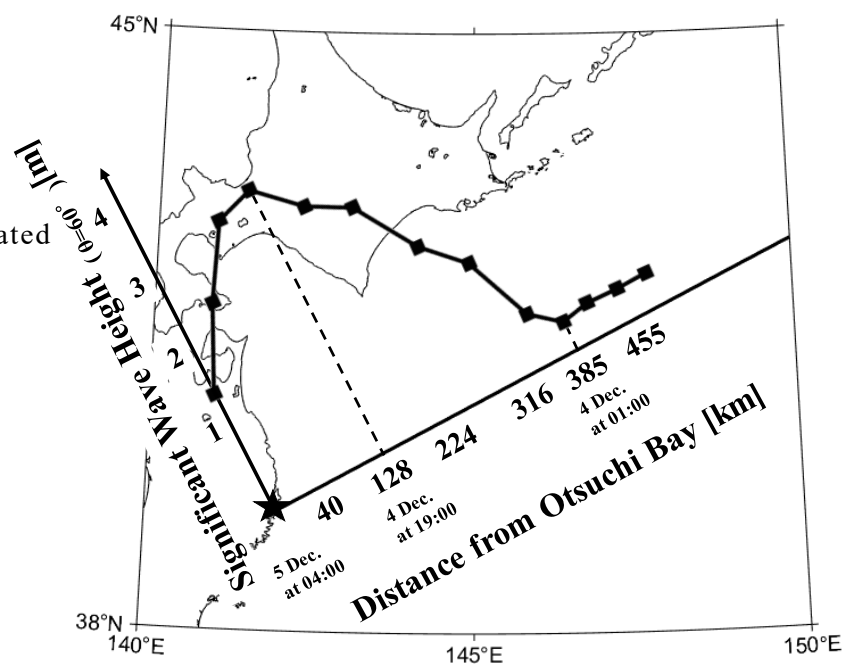 45°N
ated
Significant Wave Height (θ=60°)[m]
4
3
2
1
40
128
224
316
385
455
5 Dec.
at 04:00
4 Dec.
at 19:00
4 Dec.
at 01:00
Distance from Otsuchi Bay [km]
38°N
140°E
145°E
150°E